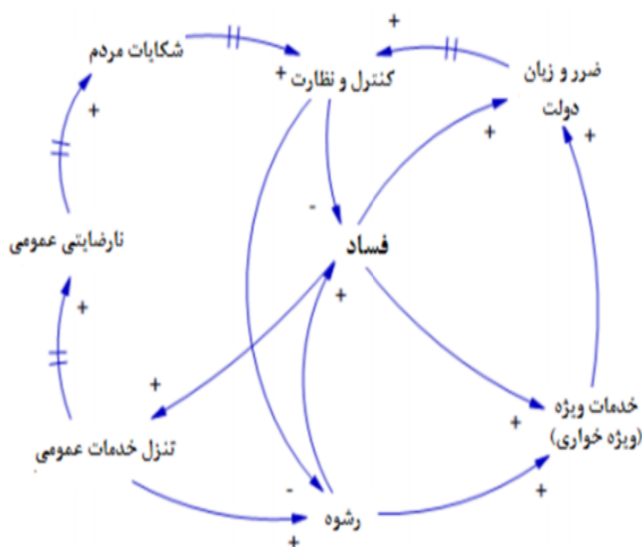 شکایات مردم
کنترل و نظارت
ضرر و زیان
دولت
نارضایتی عمومی
فساد
تنزل خدمات عمومی
خدمات ویژه
(ویژه خواری)
رشوه